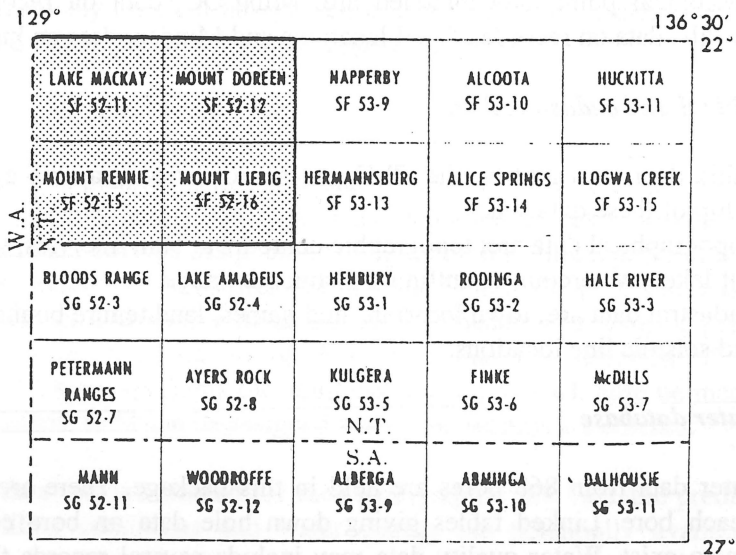 129° 136° 30'
22°
LAKE MACKAY MOUNT DOREEN NAPPERBY ALCOOTA HUCKITTA
SF 52-11 SF 52-12 SF 53-9 SF 53-10 SF 53-11
MOUNT RENNIE MOUNT LIEBIG HERMANNSBURG ALICE SPRINGS ILOGWA CREEK
SF 52-15 SF 52-16 SF 53-13 SF 53-14 SF 53-15
W.A.
N.T.
BLOODS RANGE LAKE AMADEUS HENBURY RODINGA HALE RIVER
SG 52-3 SG 52-4 SG 53-1 SG 53-2 SG 53-3
PETERMANN
RANGES AYERS ROCK KULGERA FINKE McDILLS
SG 52-7 SG 52-8 SG 53-5 SG 53-6 SG 53-7
N.T.
S.A.
MANN WOODROFFE ALBERGA ABMINGA DALHOUSIE
SG 52-11 SG 52-12 SG 53-9 SG 53-10 SG 53-11
27°